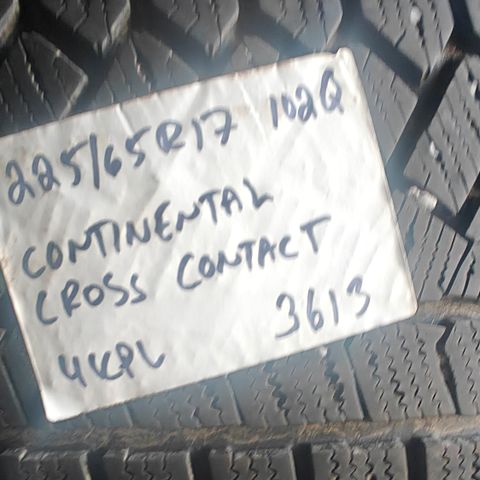 225/65R17 102Q
CONTINENTAL
CROSS CONTACT
4KPL 3613